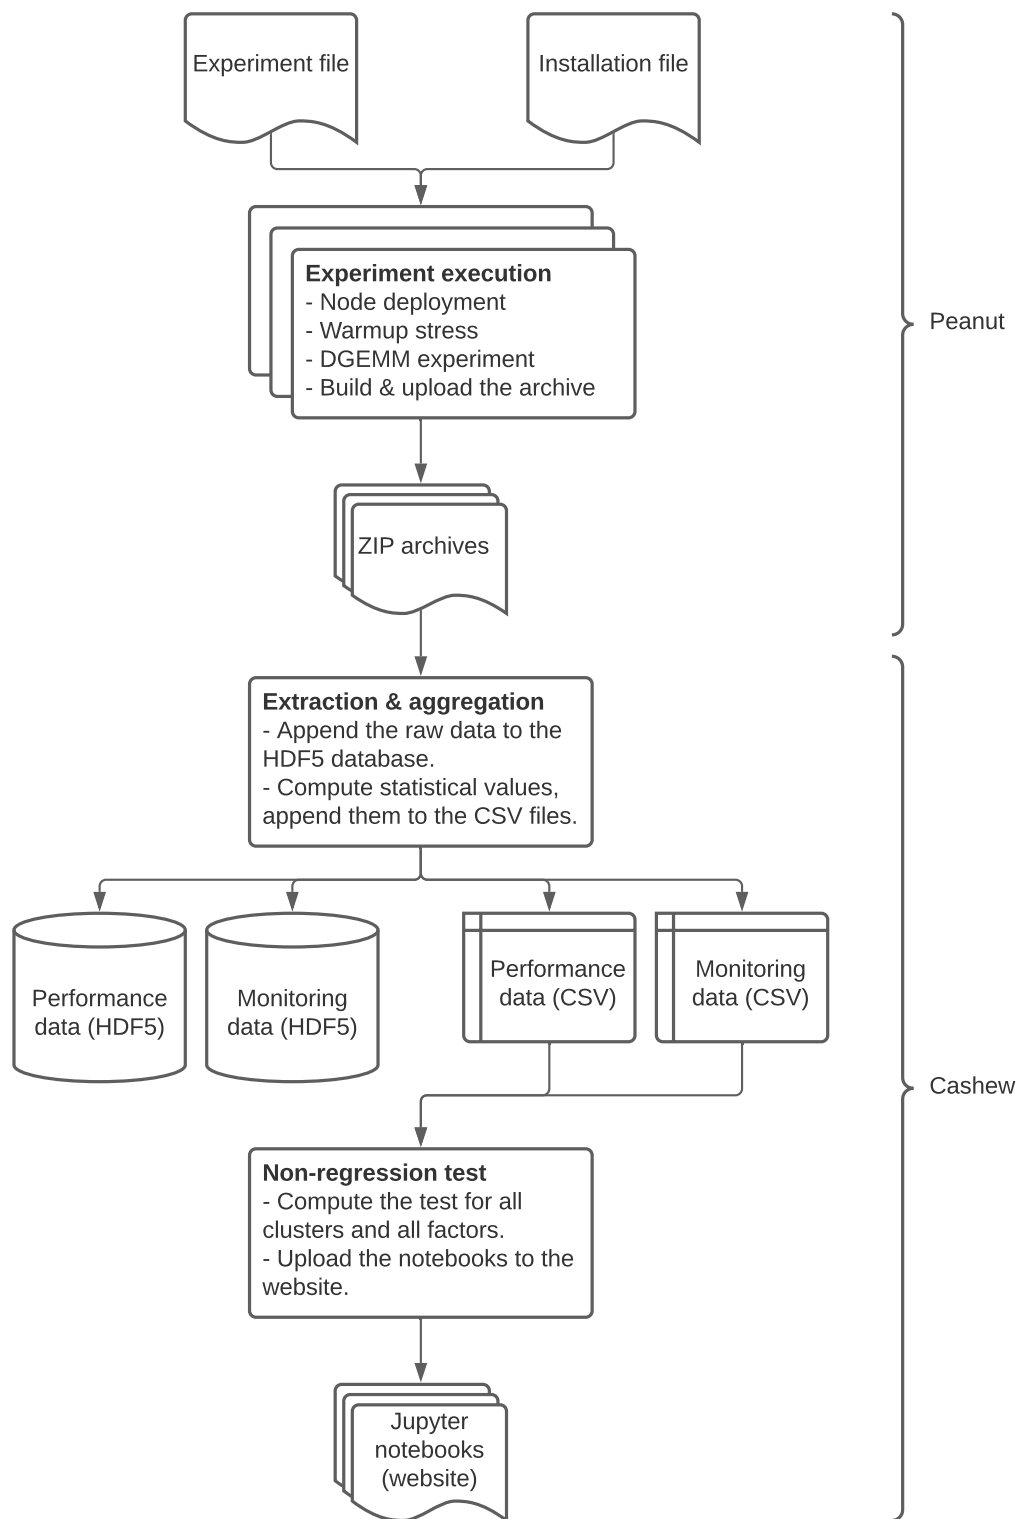 Experiment file
Installation file
Experiment execution
- Node deployment
- Warmup stress
- DGEMM experiment
- Build & upload the archive
Peanut
ZIP archives
Extraction & aggregation
- Append the raw data to the
HDF5 database.
- Compute statistical values,
append them to the CSV files.
Performance
data (HDF5)
Monitoring
data (HDF5)
Performance
data (CSV)
Monitoring
data (CSV)
Cashew
Non-regression test
- Compute the test for all
clusters and all factors.
- Upload the notebooks to the
website.
Jupyter
notebooks
(website)